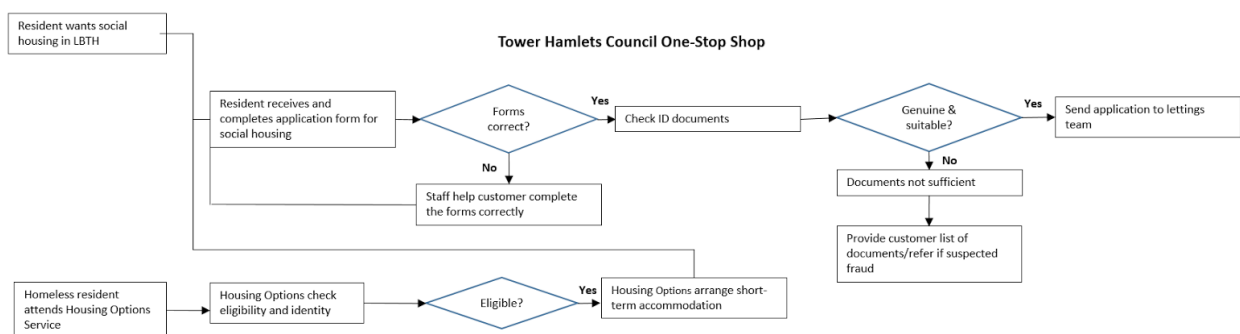 Resident wants social
housing in LBTH
Tower Hamlets Council One-Stop Shop
Resident receives and
completes application form for
social housing
Forms
correct?
Yes
Check ID documents
Genuine &
suitable?
Yes
Send application to lettings
team
No
Staff help customer complete
the forms correctly
No
Documents not sufficient
Provide customer list of
documents/refer if suspected
fraud
Homeless resident
attends Housing Options
Service
Housing Options check
eligibility and identity
Eligible?
Yes
Housing Options arrange short-
term accommodation